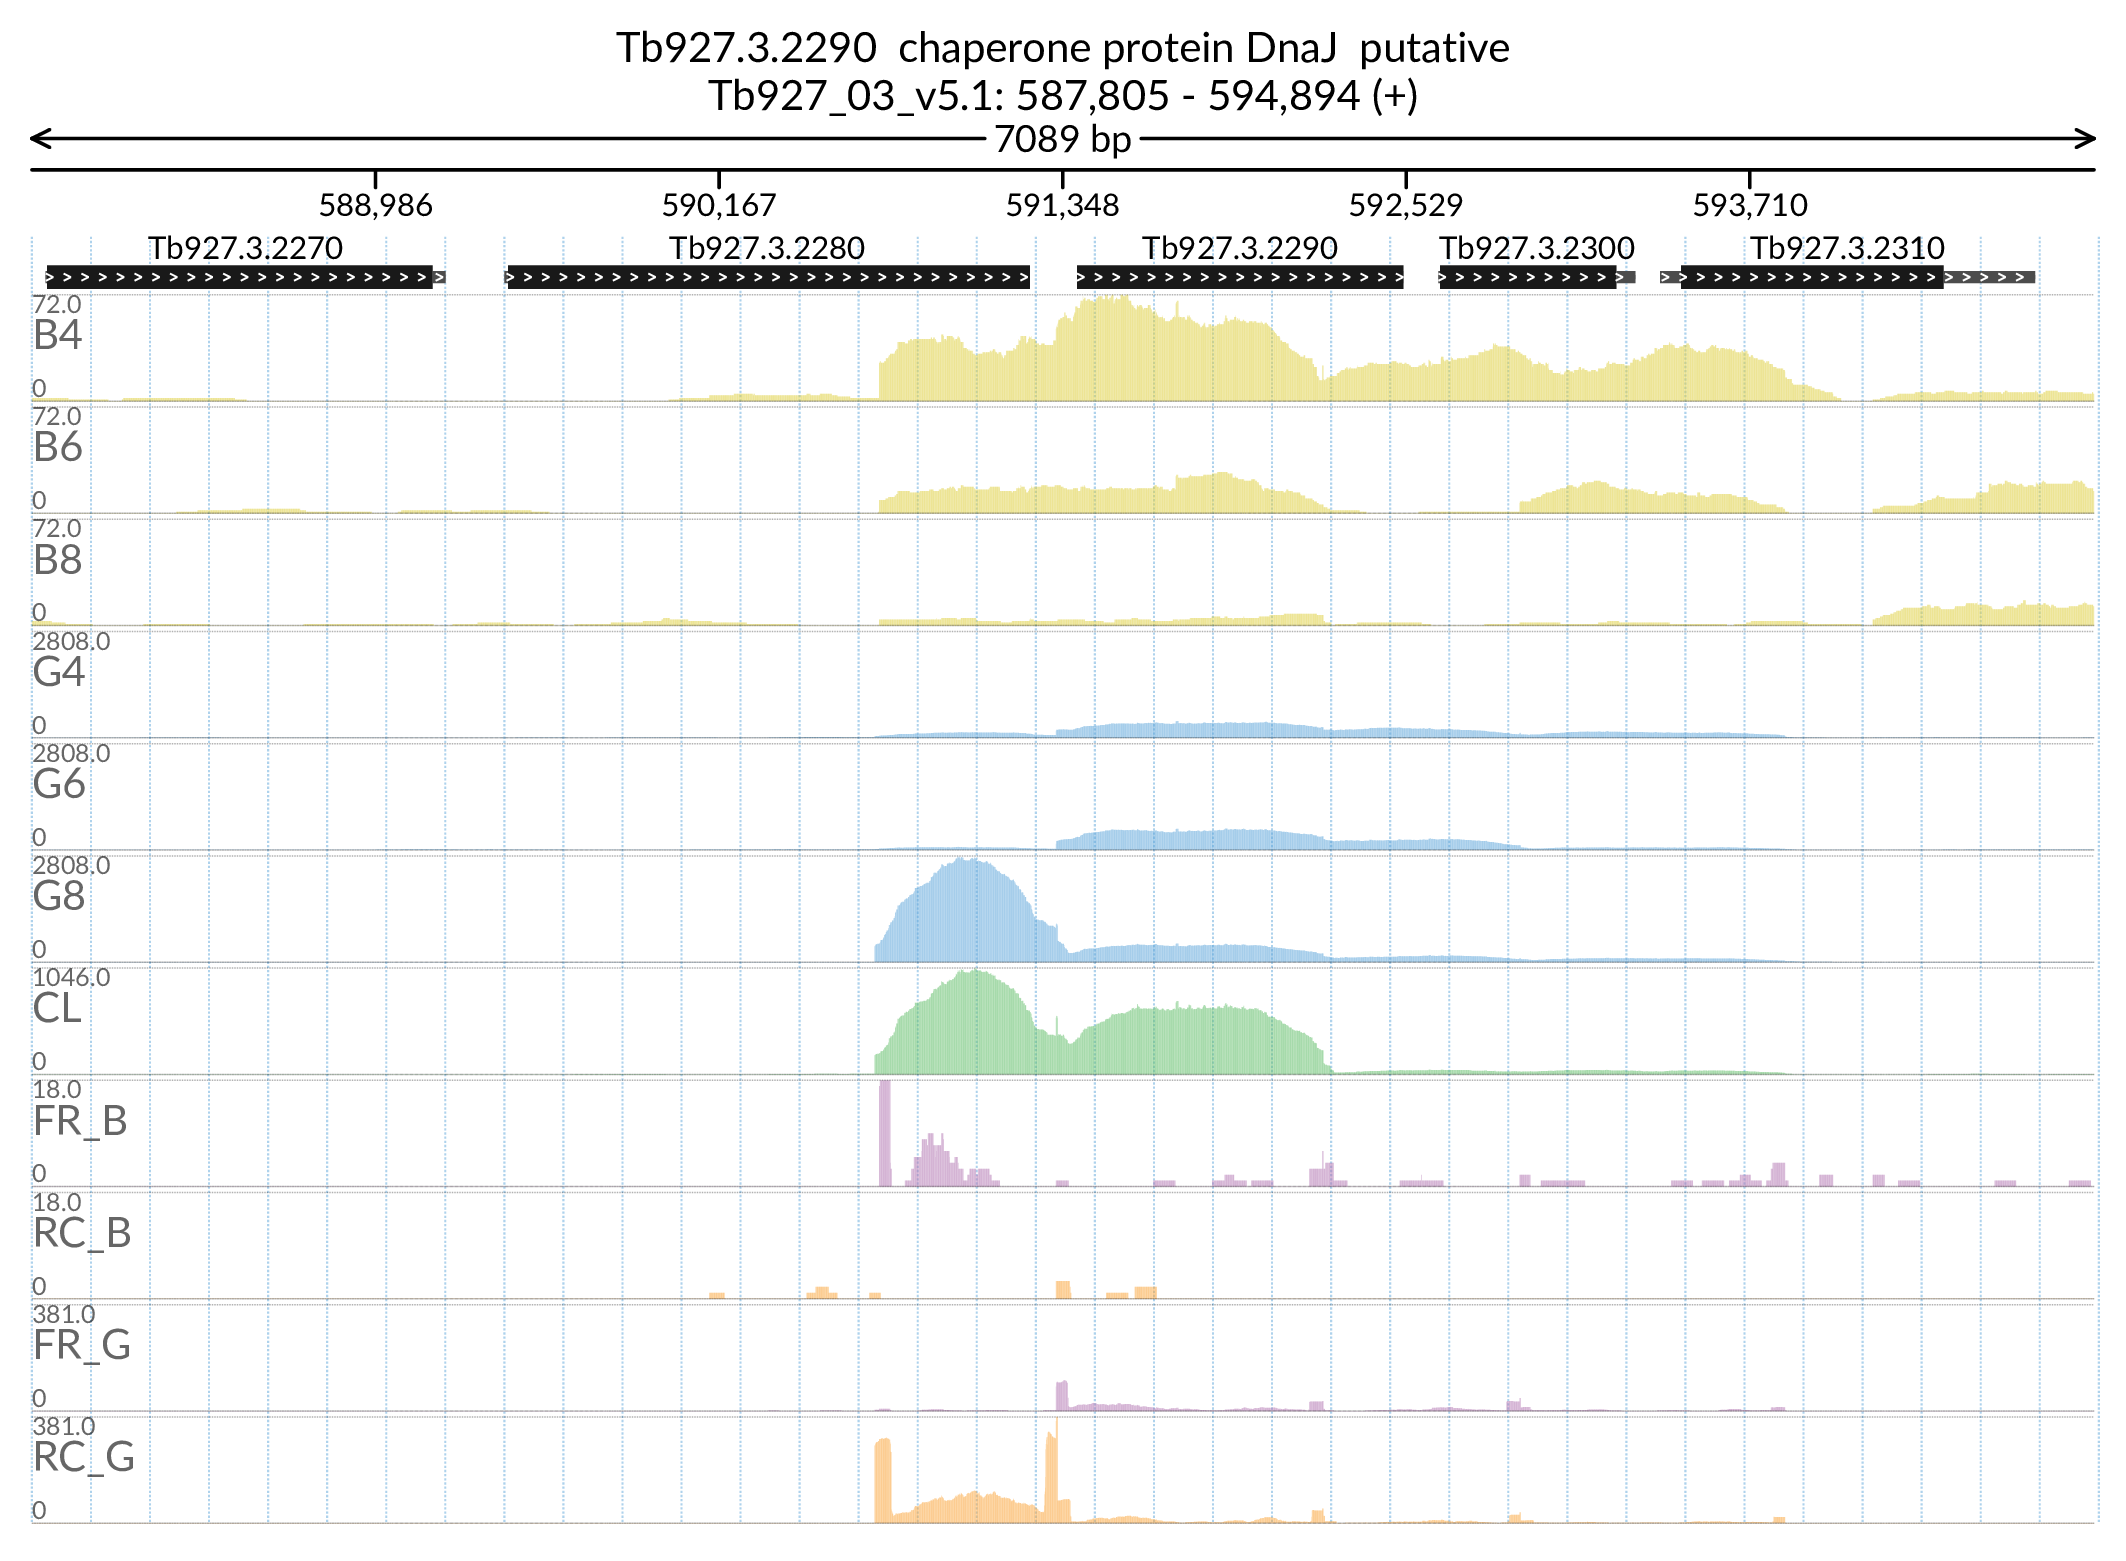 Tb927.3.2290 chaperone protein DnaJ putative
Tb927_03_v5.1: 587,805 - 594,894 (+)
7089 bp
588,986 590,167 591,348 592,529 593,710
Tb927.3.2270 Tb927.3.2280 Tb927.3.2290 Tb927.3.2300 Tb927.3.2310
72.0
B4
0
72.0
B6
0
72.0
B8
0
2808.0
G4
0
2808.0
G6
0
2808.0
G8
0
1046.0
CL
0
18.0
FR_B
0
18.0
RC_B
0
381.0
FR_G
0
381.0
RC_G
0